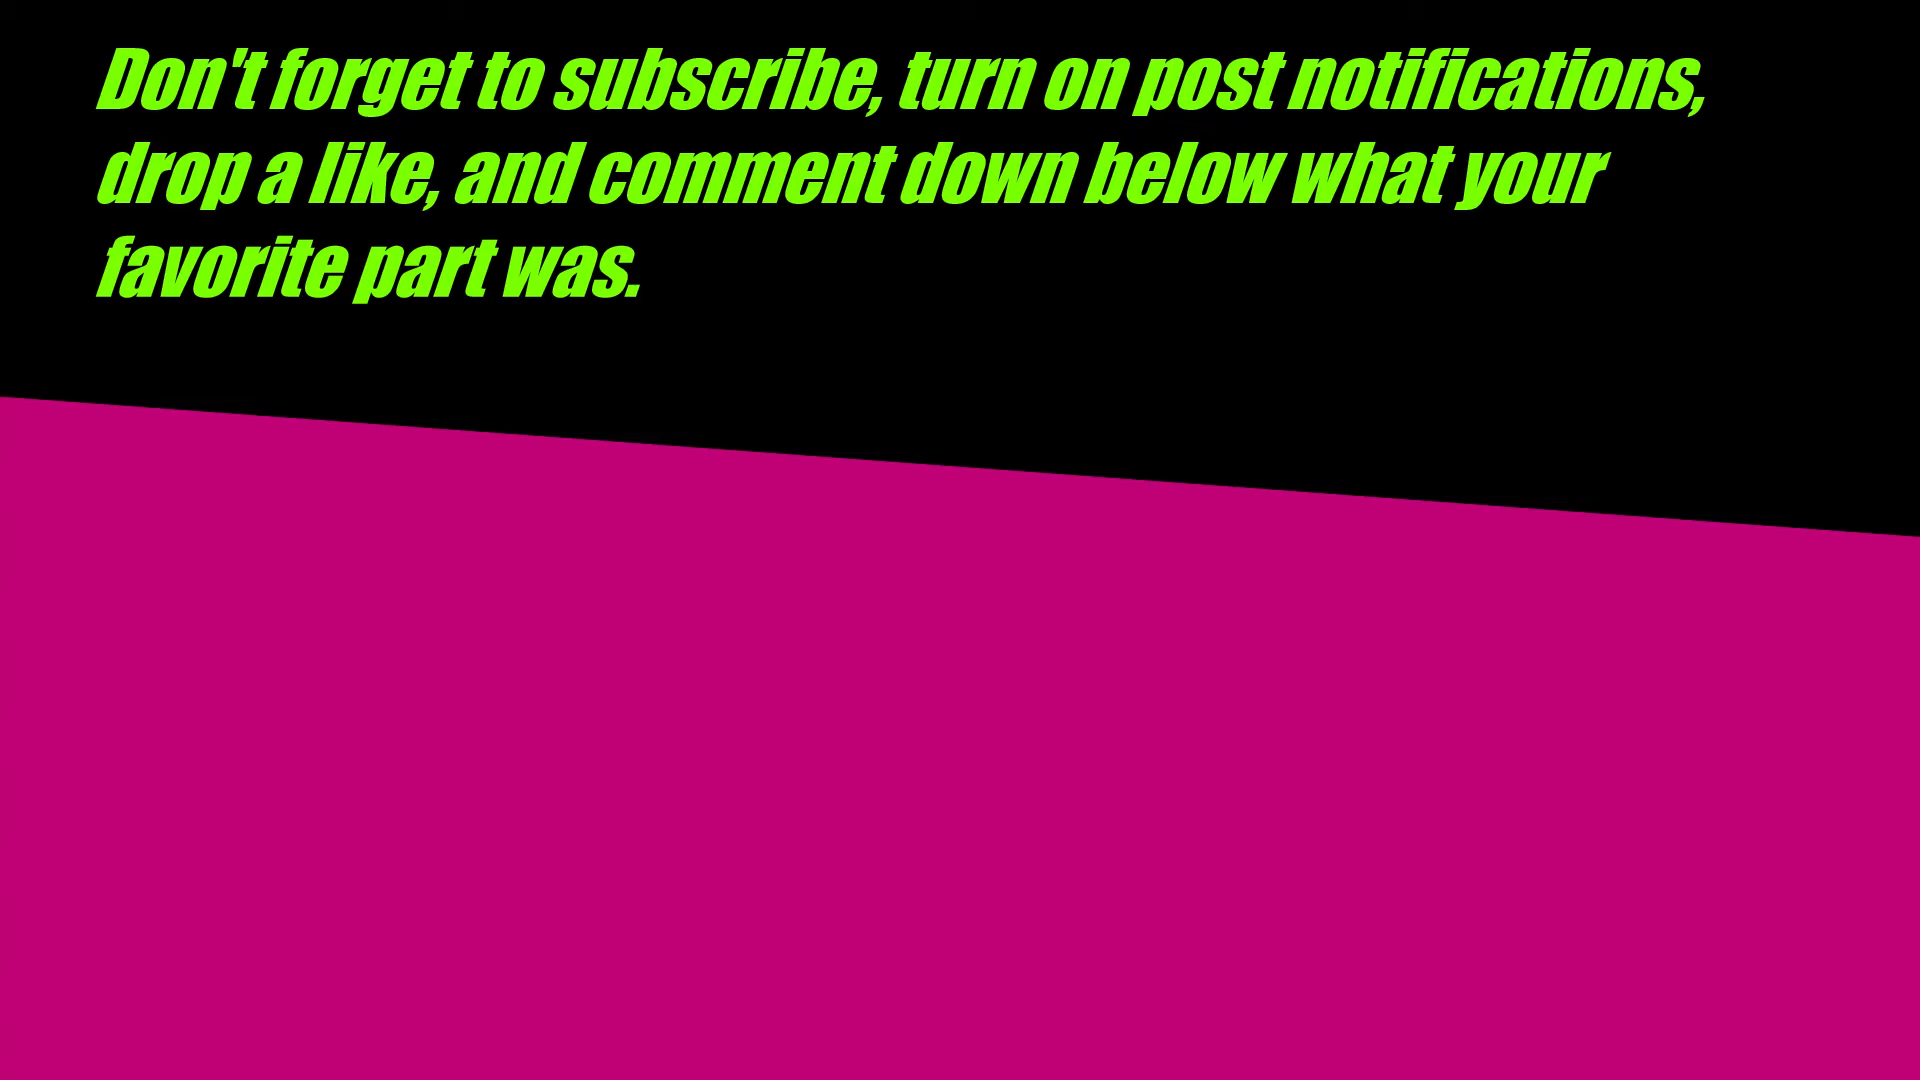 Don't forget to subscribe, turn on post notifications,
drop a like, and comment down below what your
favorite part was.